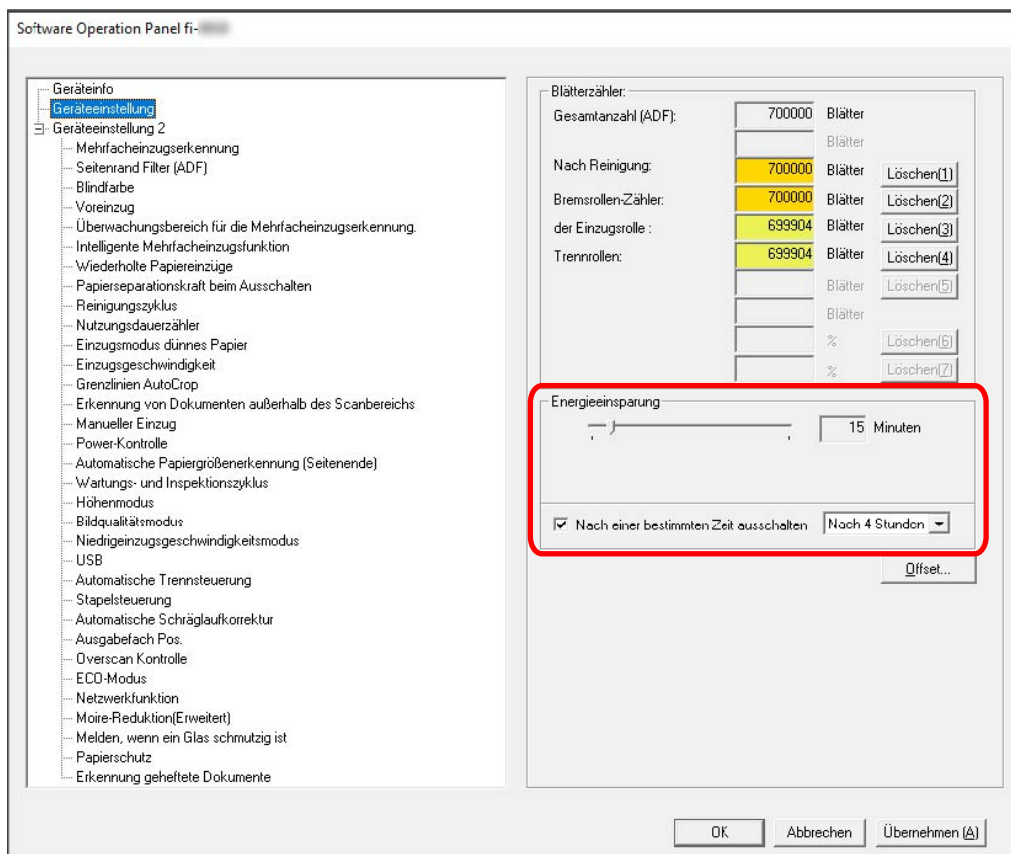 Software Operation Panel fi-
Geräteinfo
Geräteeinstellung
Geräteeinstellung 2
Mehrfacheinzugserkennung
Seitenrand Filter (ADF)
Blindfarbe
Voreinzug
Überwachungsbereich für die Mehrfacheinzugserkennung.
Intelligente Mehrfacheinzugsfunktion
Wiederholte Papiereinzüge
Papierseparationskraft beim Ausschalten
Reinigungszyklus
Nutzungsdauerzähler
Einzugsmodus dünnes Papier
Einzugsgeschwindigkeit
Grenzlinien AutoCrop
Erkennung von Dokumenten außerhalb des Scanbereichs
Manueller Einzug
Power-Kontrolle
Automatische Papiergrößenerkennung (Seitenende)
Wartungs- und Inspektionszyklus
Höhenmodus
Bildqualitätsmodus
Niedrigeinzugsgeschwindigkeitsmodus
USB
Automatische Trennsteuerung
Stapelsteuerung
Automatische Schräglaufkorrektur
Ausgabefach Pos.
Overscan Kontrolle
ECO-Modus
Netzwerkfunktion
Moire-Reduktion(Erweitert)
Melden, wenn ein Glas schmutzig ist
Papierschutz
Erkennung geheftete Dokumente
Blätterzähler:
Gesamtanzahl (ADF): 700000 Blätter
Blätter
Nach Reinigung: 700000 Blätter Löschen(1)
Bremsrollen-Zähler: 700000 Blätter Löschen(2)
der Einzugsrolle : 699904 Blätter Löschen(3)
Trennrollen: 699904 Blätter Löschen(4)
Blätter Löschen(5)
Blätter
% Löschen(6)
% Löschen(7)
Energieeinsparung
15 Minuten
Nach einer bestimmten Zeit ausschalten Nach 4 Stunden
Offset...
OK Abbrechen Übernehmen (A)